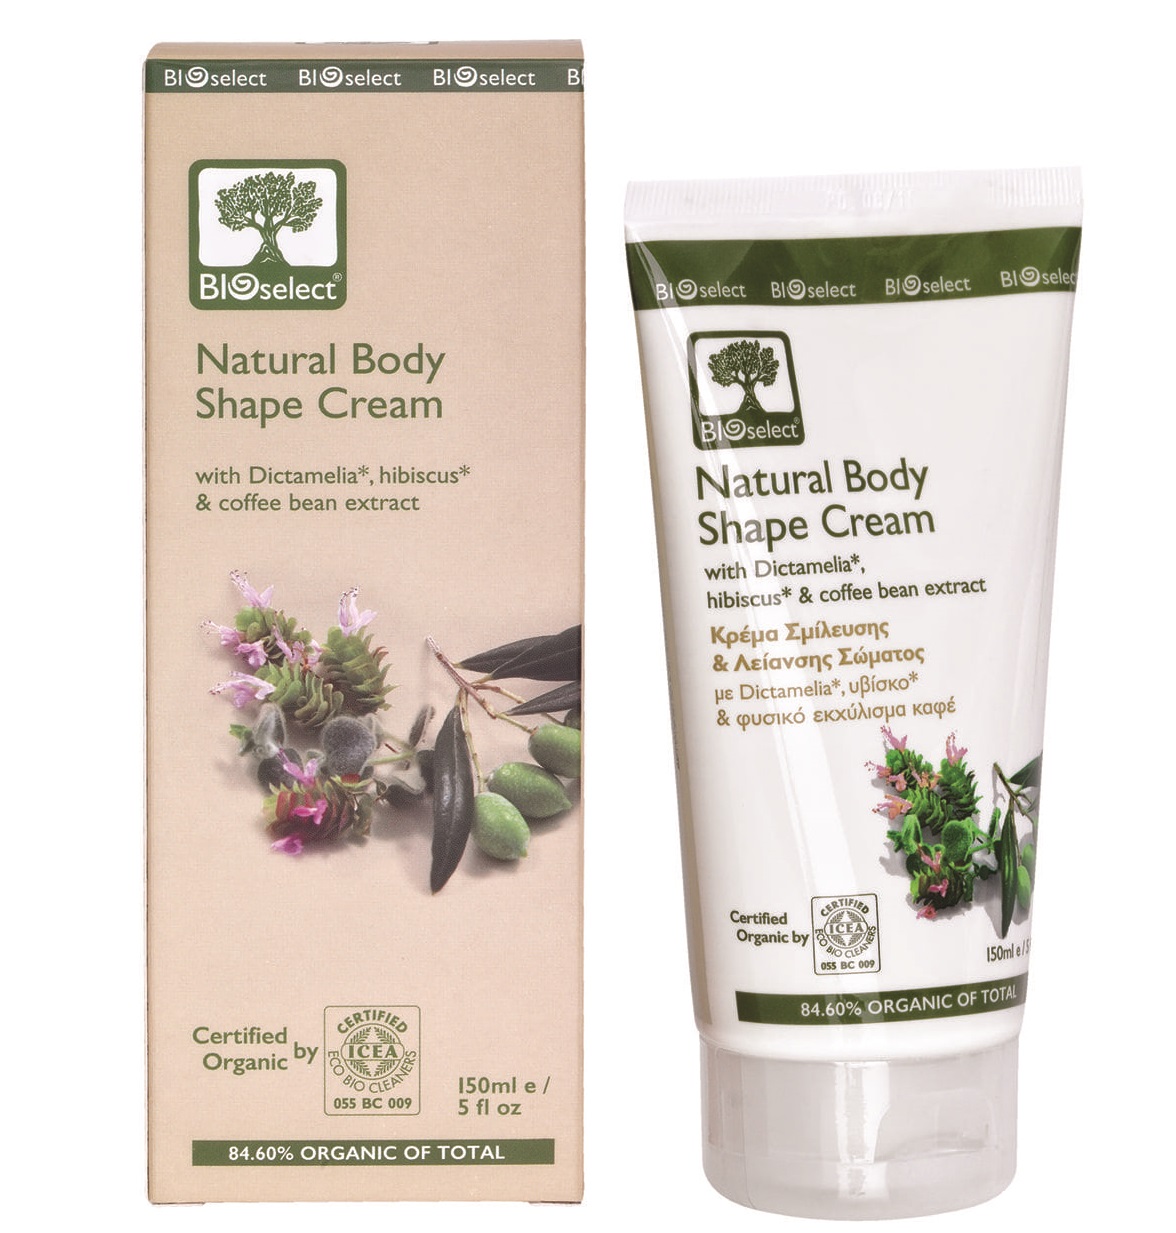 BIOselect BIOselect BIOselect B
BIOselect®
Natural Body
Shape Cream
with Dictamelia*, hibiscus*
& coffee bean extract
Certified
Organic by
CERTIFIED
ICEA
ECO BIO CLEANERS
055 BC 009
150ml e /
5 fl oz
84.60% ORGANIC OF TOTAL
BIOselect BIOselect BIOselect BIOselec
BIOselect®
Natural Body
Shape Cream
with Dictamelia*,
hibiscus* & coffee bean extract
Κρέμα Σμίλευσης
& Λείανσης Σώματος
με Dictamelia*, υβίσκο*
& φυσικό εκχύλισμα καφέ
Certified
Organic by
CERTIFIED
ICEA
ECO BIO CLEANERS
055 BC 009
150ml e / 5
84.60% ORGANIC OF TOTAL